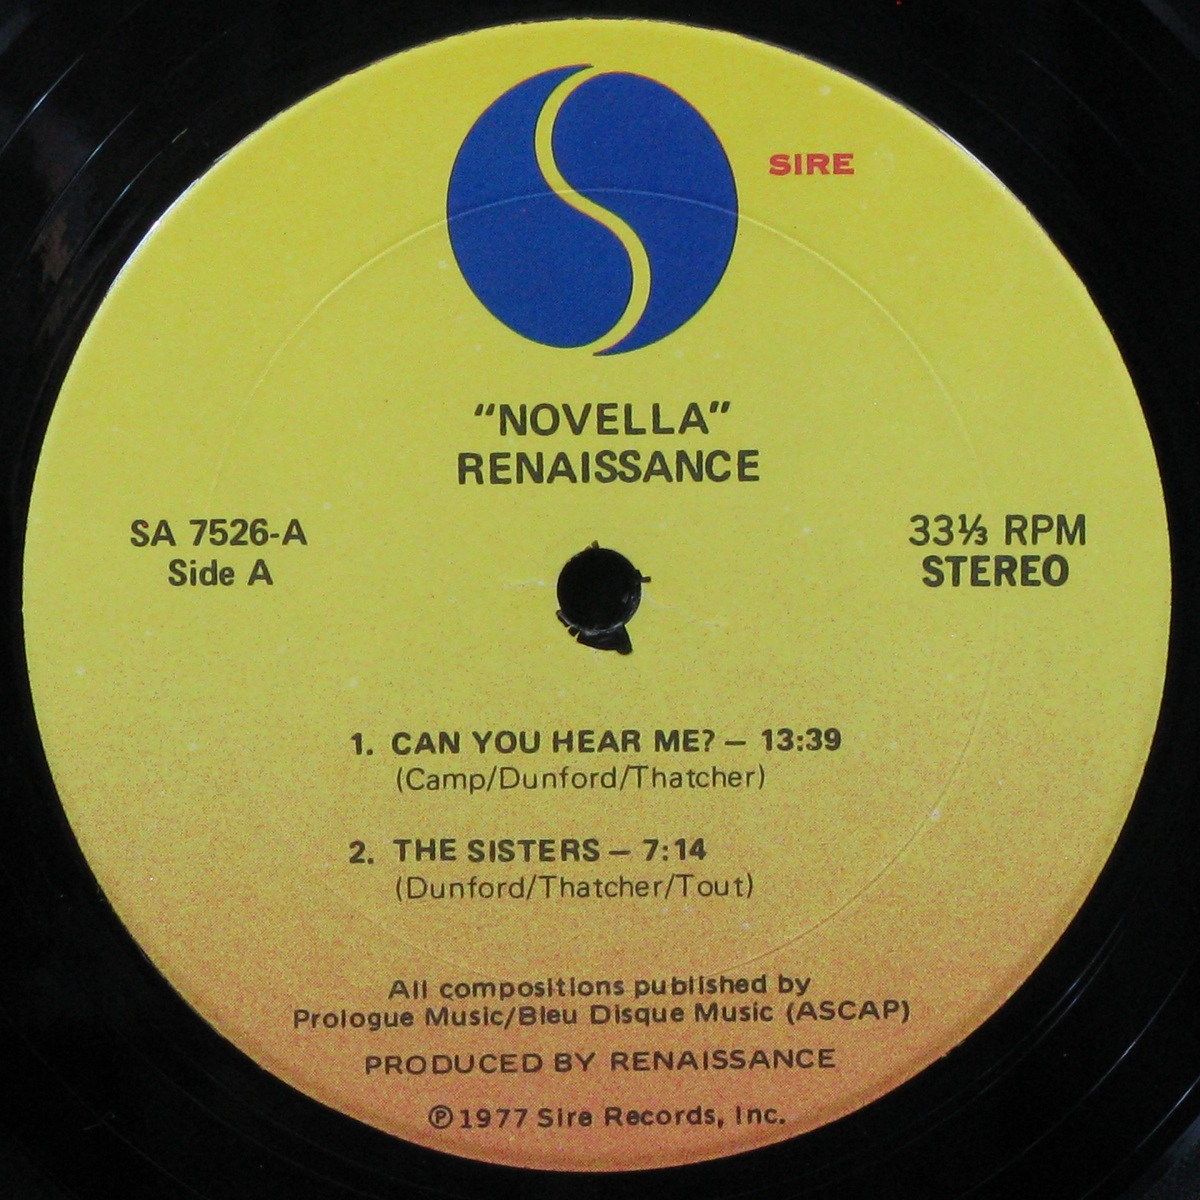 SIRE
"NOVELLA"
RENAISSANCE
SA 7526-A
Side A
33⅓ RPM
STEREO
1. CAN YOU HEAR ME? – 13:39
(Camp/Dunford/Thatcher)
2. THE SISTERS – 7:14
(Dunford/Thatcher/Tout)
All compositions published by
Prologue Music/Bleu Disque Music (ASCAP)
PRODUCED BY RENAISSANCE
℗1977 Sire Records, Inc.